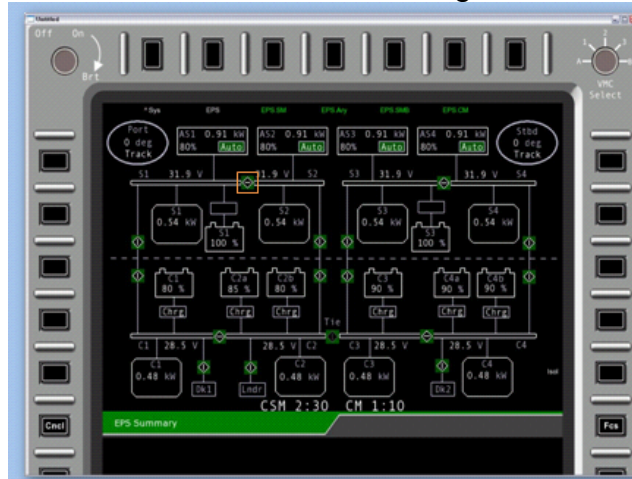 Untitled
Off On
Brt
1 2 3
A B
VMC
Select
*Sys EPS EPS.SM EPS.Ary EPS.SMB EPS.CM
Port
0 deg
Track
AS1 0.91 kW
80% Auto
AS2 0.91 kW
80% Auto
AS3 0.91 kW
80% Auto
AS4 0.91 kW
80% Auto
Stbd
0 deg
Track
S1 31.9 V 31.9 V S2 S3 31.9 V 31.9 V S4
S1
0.54 kW
S1
100 %
S2
0.54 kW
S3
0.54 kW
S3
100 %
S4
0.54 kW
C1
80 %
C2a
85 %
C2b
80 %
C3
90 %
C4a
90 %
C4b
90 %
Chrg Chrg Chrg Chrg Chrg Chrg
Tie
C1 28.5 V 28.5 V C2 C3 28.5 V 28.5 V C4
C1
0.48 kW
Dk1
Lndr
C2
0.48 kW
C3
0.48 kW
Dk2
C4
0.48 kW
CSM 2:30 CM 1:10
EPS Summary
Cncl
Fcs